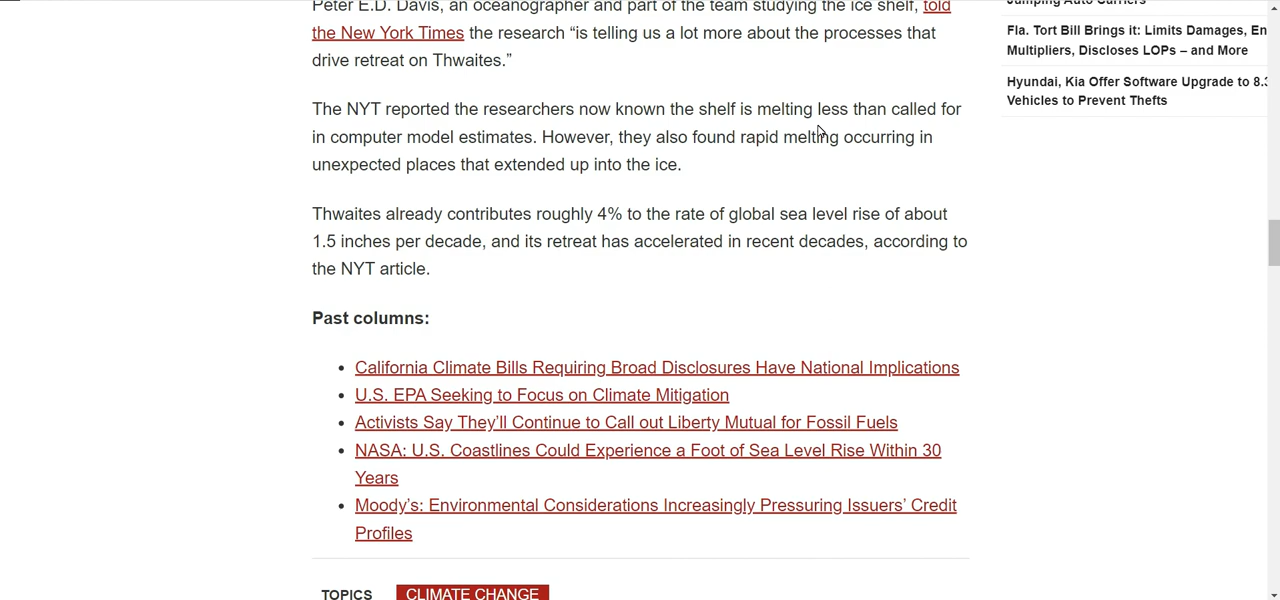 Peter E.D. Davis, an oceanographer and part of the team studying the ice shelf, told
the New York Times the research “is telling us a lot more about the processes that
drive retreat on Thwaites.”
The NYT reported the researchers now known the shelf is melting less than called for
in computer model estimates. However, they also found rapid melting occurring in
unexpected places that extended up into the ice.
Thwaites already contributes roughly 4% to the rate of global sea level rise of about
1.5 inches per decade, and its retreat has accelerated in recent decades, according to
the NYT article.
Past columns:
California Climate Bills Requiring Broad Disclosures Have National Implications
U.S. EPA Seeking to Focus on Climate Mitigation
Activists Say They’ll Continue to Call out Liberty Mutual for Fossil Fuels
NASA: U.S. Coastlines Could Experience a Foot of Sea Level Rise Within 30
Years
Moody’s: Environmental Considerations Increasingly Pressuring Issuers’ Credit
Profiles
TOPICS CLIMATE CHANGE
Jumping Auto Carriers
Fla. Tort Bill Brings it: Limits Damages, En
Multipliers, Discloses LOPs – and More
Hyundai, Kia Offer Software Upgrade to 8.3
Vehicles to Prevent Thefts